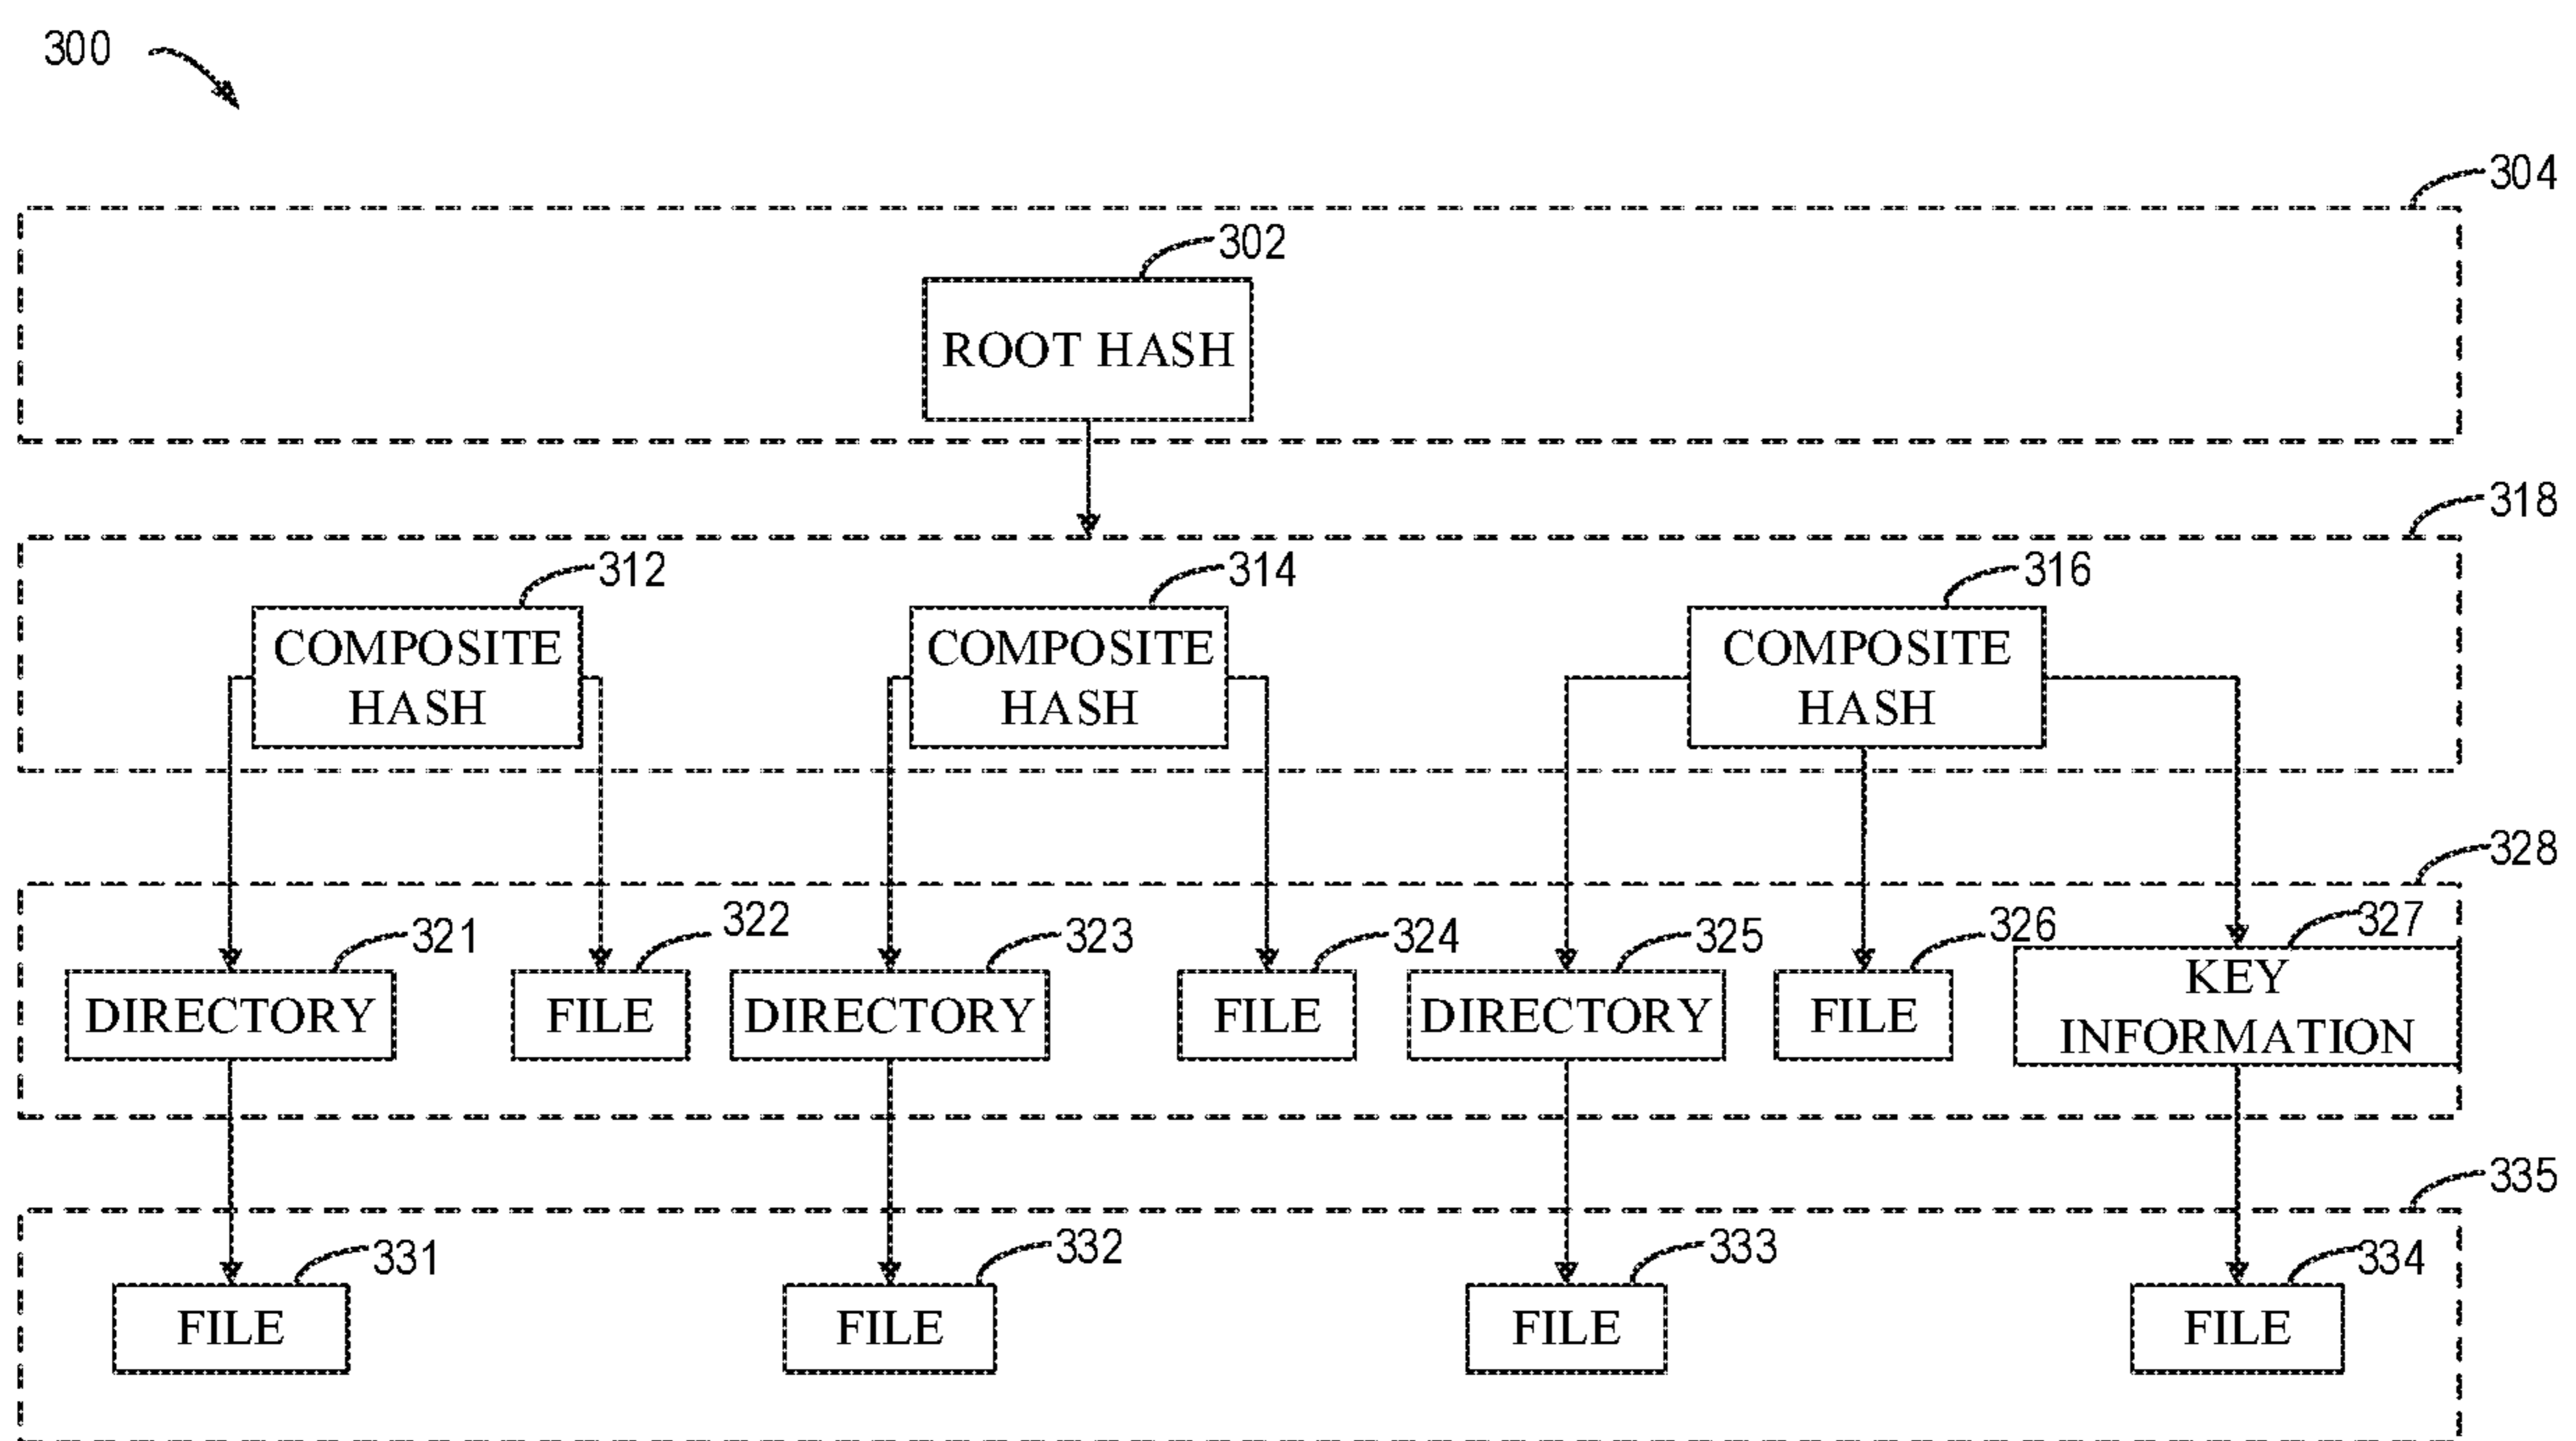 300
304
302
ROOT HASH
318
312
314
316
COMPOSITE
HASH
COMPOSITE
HASH
COMPOSITE
HASH
328
321
322
323
324
325
326
327
DIRECTORY
FILE
DIRECTORY
FILE
DIRECTORY
FILE
KEY
INFORMATION
335
331
332
333
334
FILE
FILE
FILE
FILE